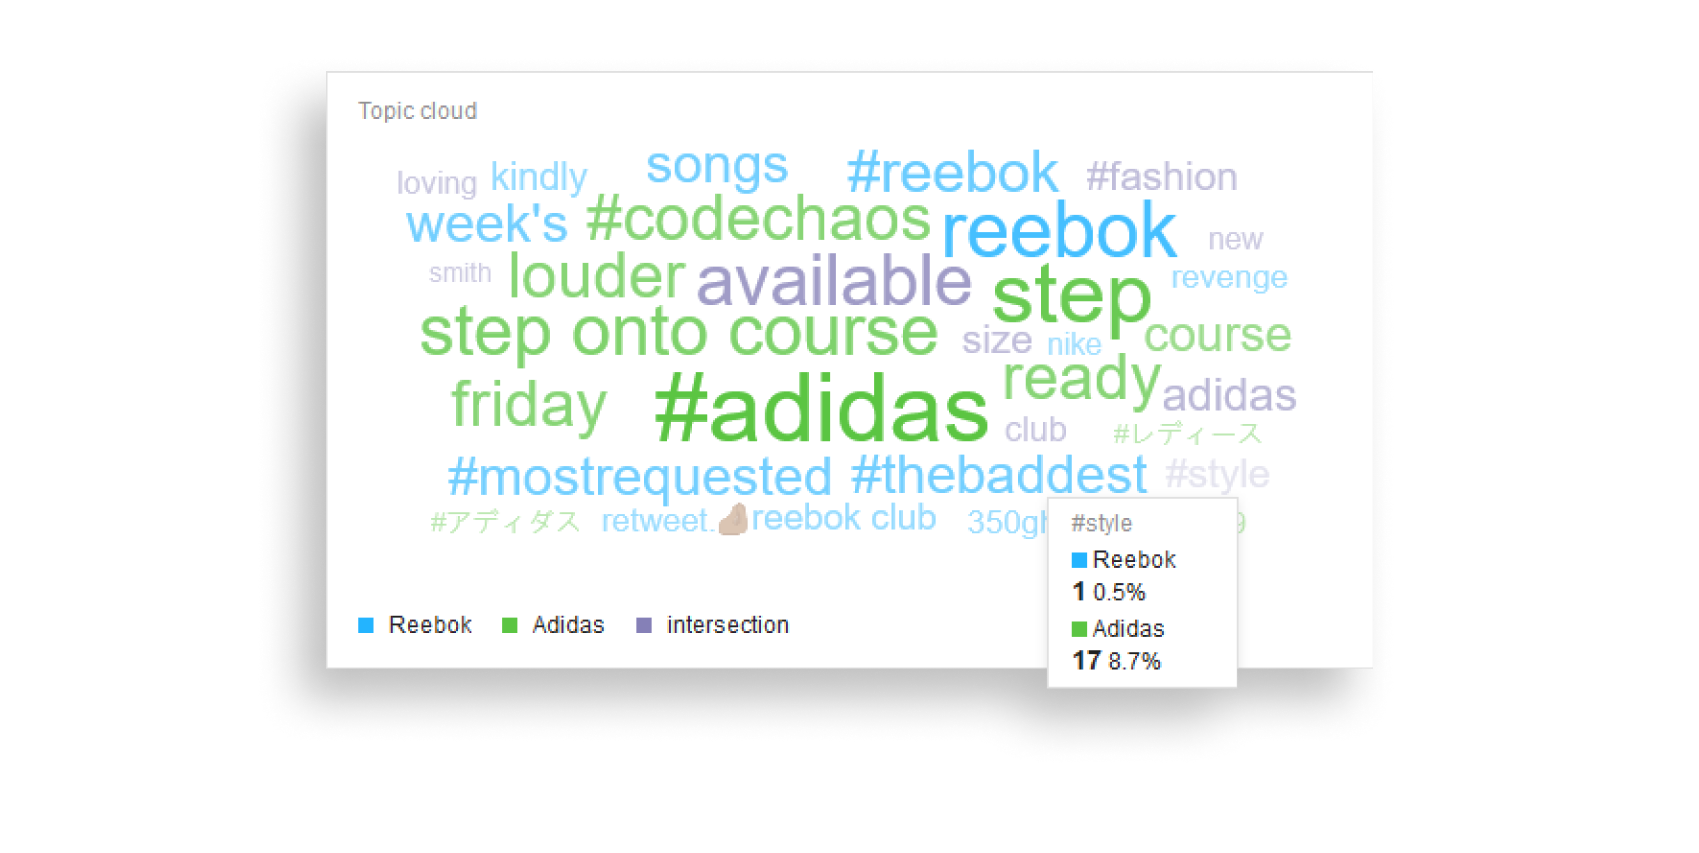 Topic cloud
loving kindly songs #reebok #fashion
week's #codechaos reebok new
smith louder available step revenge
step onto course size nike course
friday #adidas ready adidas
club #レディース
#mostrequested #thebaddest #style
#アディダス retweet. reebok club
#style
Reebok
1 0.5%
Adidas
17 8.7%
Reebok Adidas intersection